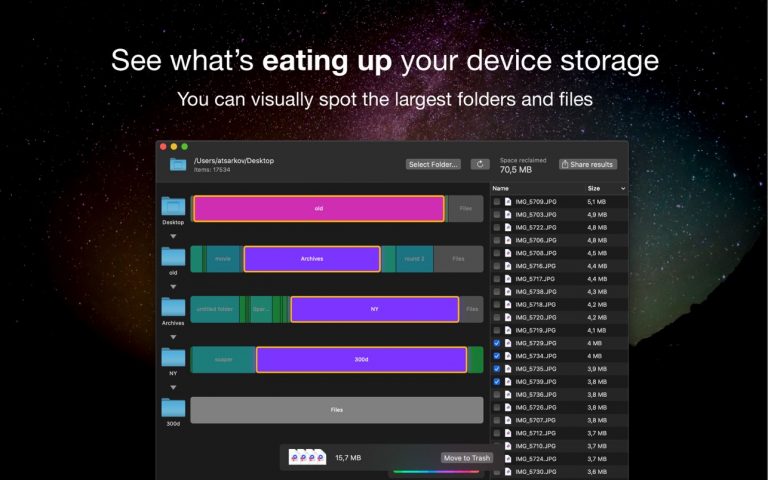 See what's eating up your device storage
You can visually spot the largest folders and files
/Users/atsarkov/Desktop
Items: 17534
Select Folder...
Space reclaimed
70,5 MB
Share results
Desktop
old
Files
old
movie
Archives
round 2
Files
Archives
untitled folder
Spar...
NY
Files
NY
300d
300d
Files
Name Size
IMG_5709.JPG 5,1 MB
IMG_5703.JPG 4,9 MB
IMG_5722.JPG 4,8 MB
IMG_5706.JPG 4,8 MB
IMG_5708.JPG 4,5 MB
IMG_5716.JPG 4,4 MB
IMG_5717.JPG 4,4 MB
IMG_5738.JPG 4,3 MB
IMG_5718.JPG 4,2 MB
IMG_5720.JPG 4,2 MB
IMG_5719.JPG 4,1 MB
IMG_5729.JPG 4 MB
IMG_5734.JPG 4 MB
IMG_5735.JPG 3,9 MB
IMG_5739.JPG 3,8 MB
IMG_5736.JPG 3,8 MB
IMG_5726.JPG 3,8 MB
IMG_5707.JPG 3,8 MB
IMG_5712.JPG 3,7 MB
IMG_5710.JPG 3,7 MB
IMG_5724.JPG 3,7 MB
IMG_5730.JPG 3,6 MB
15,7 MB
Move to Trash